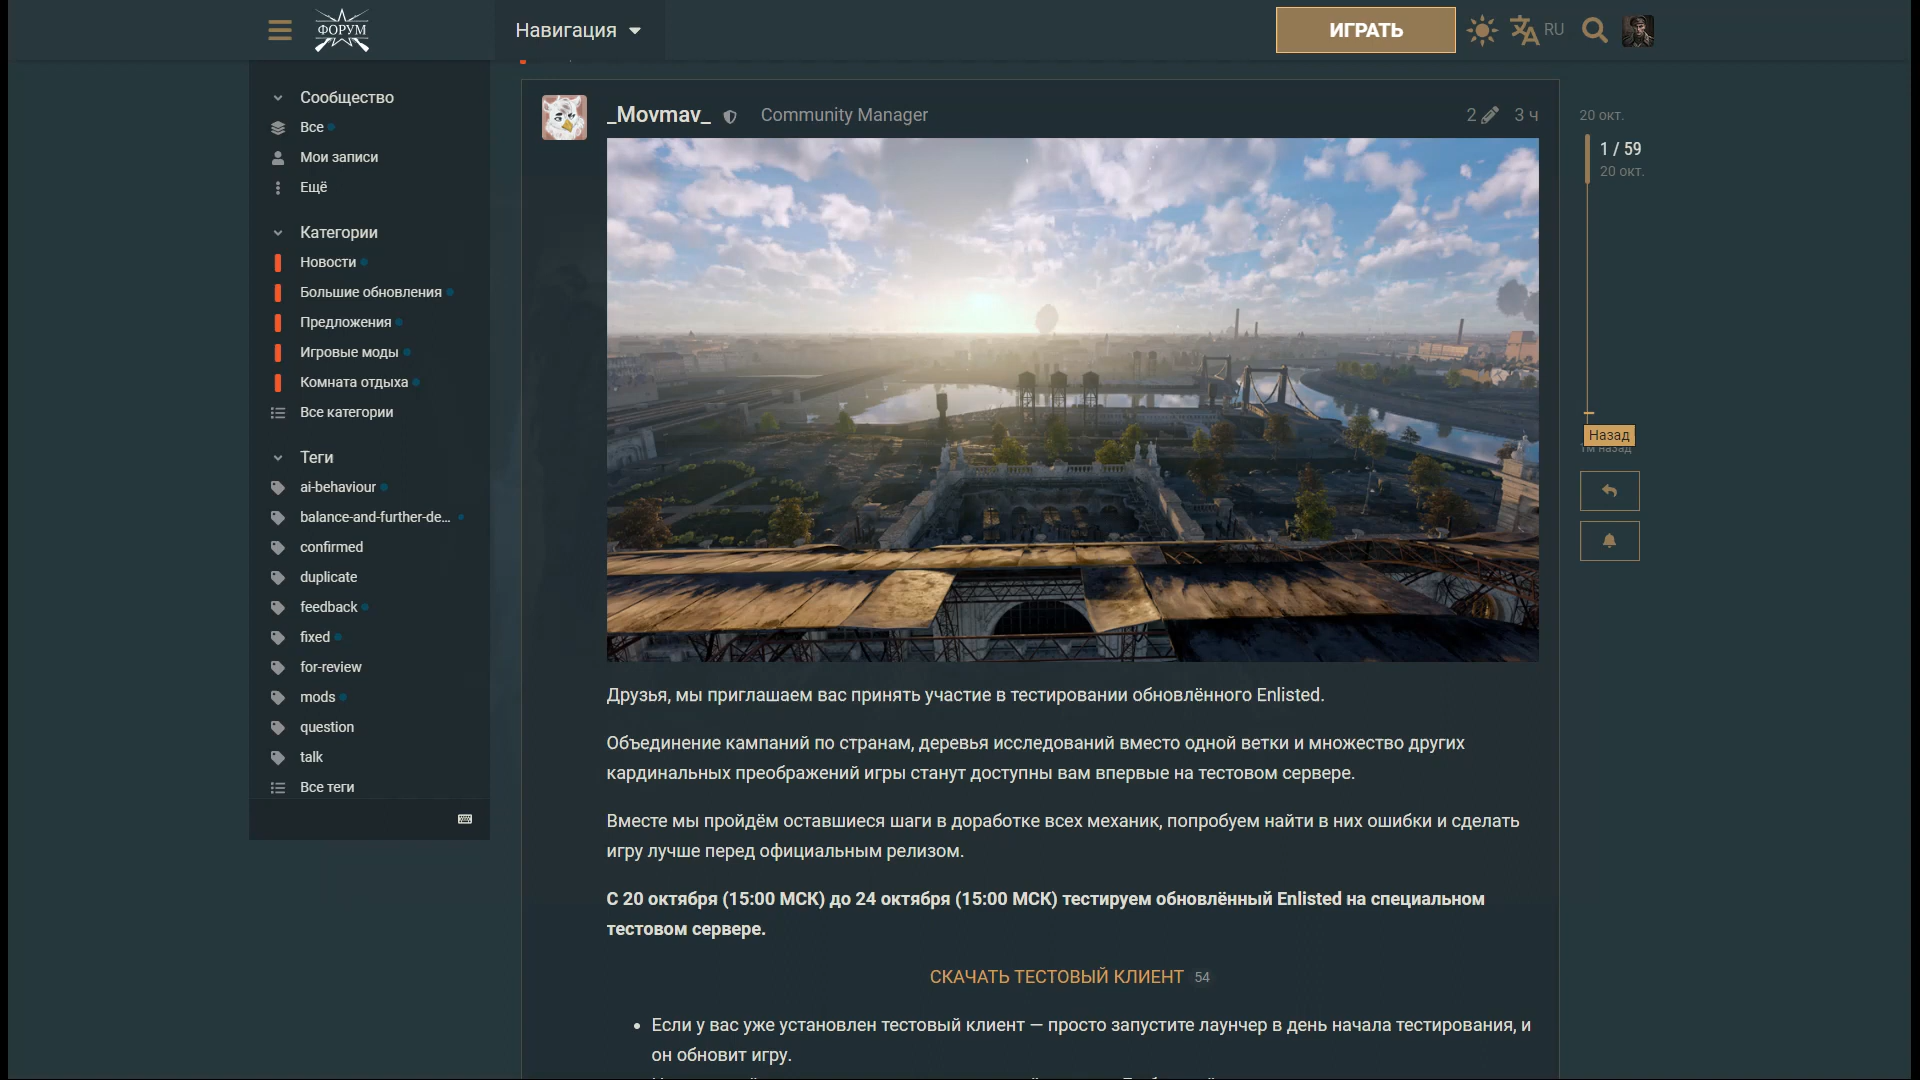 ФОРУМ
Навигация
ИГРАТЬ
RU
Сообщество
Все
Мои записи
Ещё
Категории
Новости
Большие обновления
Предложения
Игровые моды
Комната отдыха
Все категории
Теги
ai-behaviour
balance-and-further-de...
confirmed
duplicate
feedback
fixed
for-review
mods
question
talk
Все теги
_Movmav_ Community Manager 2 3 ч
Друзья, мы приглашаем вас принять участие в тестировании обновлённого Enlisted.
Объединение кампаний по странам, деревья исследований вместо одной ветки и множество других
кардинальных преображений игры станут доступны вам впервые на тестовом сервере.
Вместе мы пройдём оставшиеся шаги в доработке всех механик, попробуем найти в них ошибки и сделать
игру лучше перед официальным релизом.
С 20 октября (15:00 МСК) до 24 октября (15:00 МСК) тестируем обновлённый Enlisted на специальном
тестовом сервере.
СКАЧАТЬ ТЕСТОВЫЙ КЛИЕНТ 54
• Если у вас уже установлен тестовый клиент — просто запустите лаунчер в день начала тестирования, и
он обновит игру.
20 окт.
1 / 59
20 окт.
Назад
1м назад